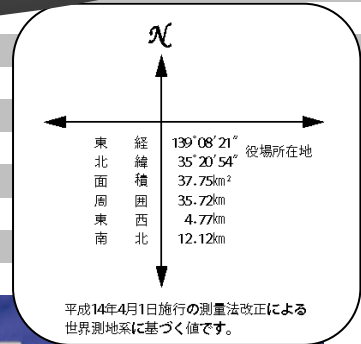 N
東経 139°08′21″ 役場所在地
北緯 35°20′54″
面積 37.75km²
周囲 35.72km
東西 4.77km
南北 12.12km
平成14年4月1日施行の測量法改正による
世界測地系に基づく値です。